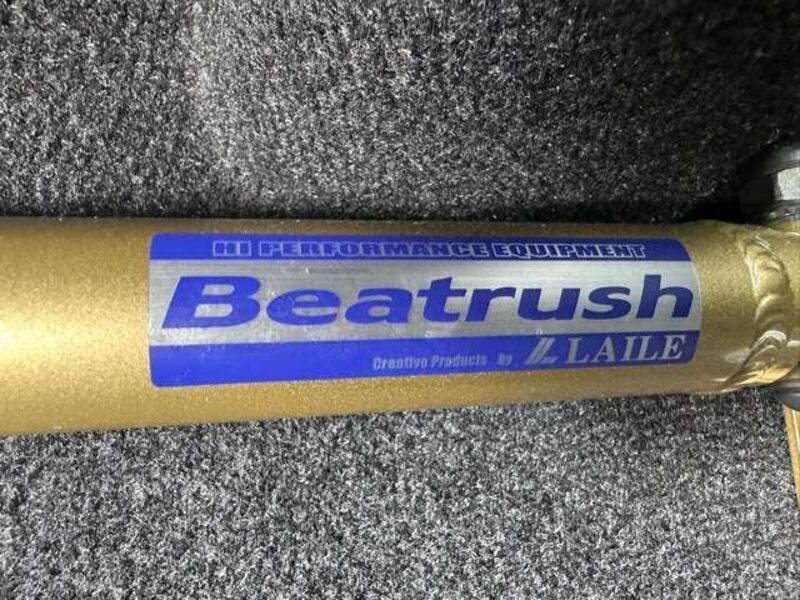 HI PERFORMANCE EQUIPMENT
Beatrush
Creative Products by LAILE